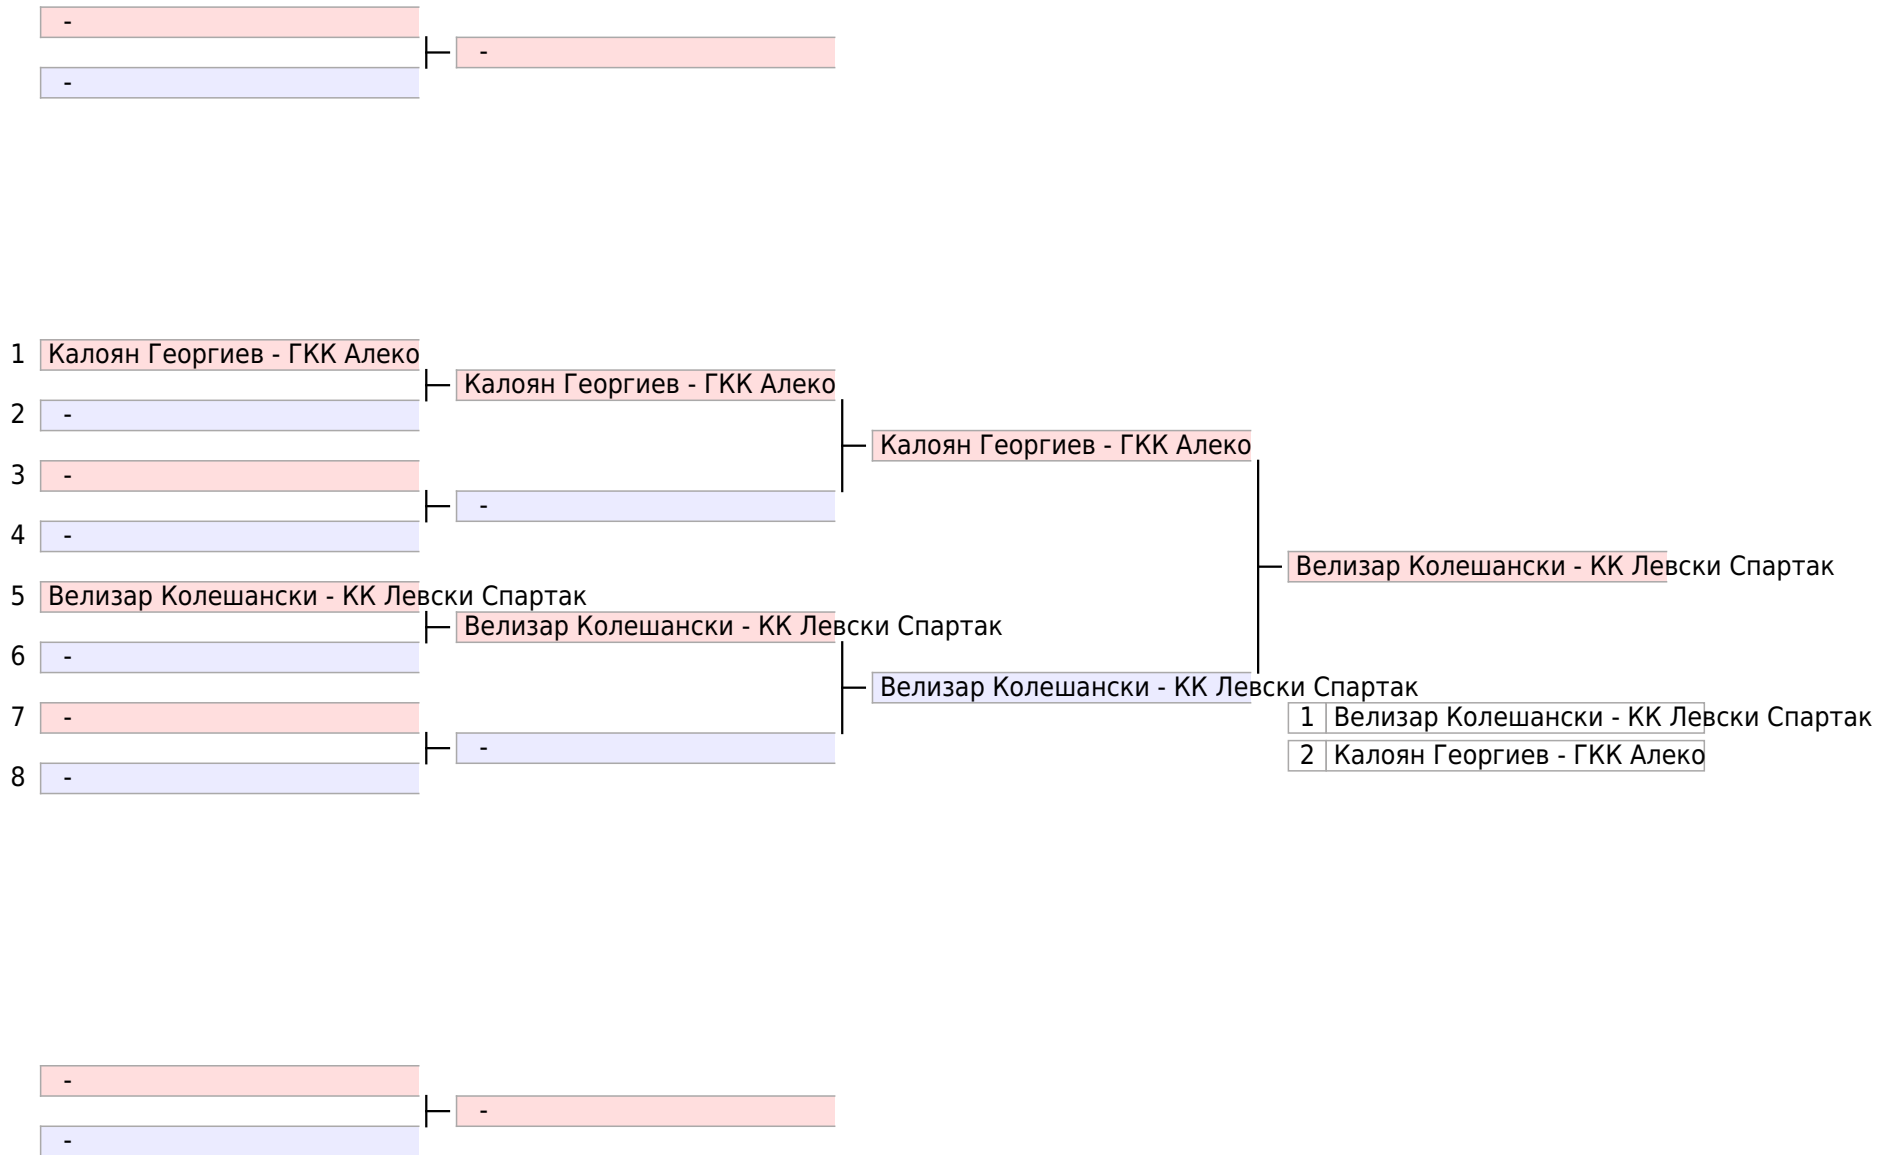 -
-
-
1 Калоян Георгиев - ГКК Алеко
Калоян Георгиев - ГКК Алеко
2 -
Калоян Георгиев - ГКК Алеко
3 -
-
4 -
Велизар Колешански - КК Левски Спартак
5 Велизар Колешански - КК Левски Спартак
Велизар Колешански - КК Левски Спартак
6 -
Велизар Колешански - КК Левски Спартак
7 -
1 Велизар Колешански - КК Левски Спартак
-
2 Калоян Георгиев - ГКК Алеко
8 -
-
-
-